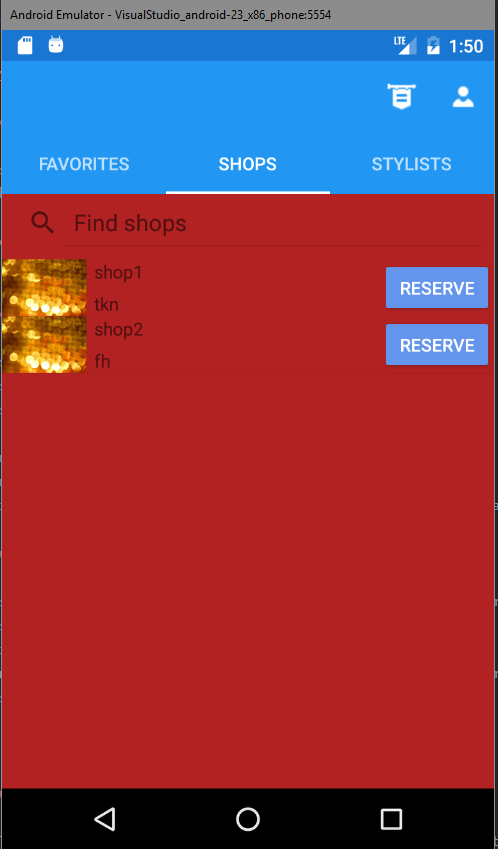 Android Emulator - VisualStudio_android-23_x86_phone:5554
LTE 1:50
FAVORITES SHOPS STYLISTS
Find shops
shop1
RESERVE
tkn
shop2
RESERVE
fh